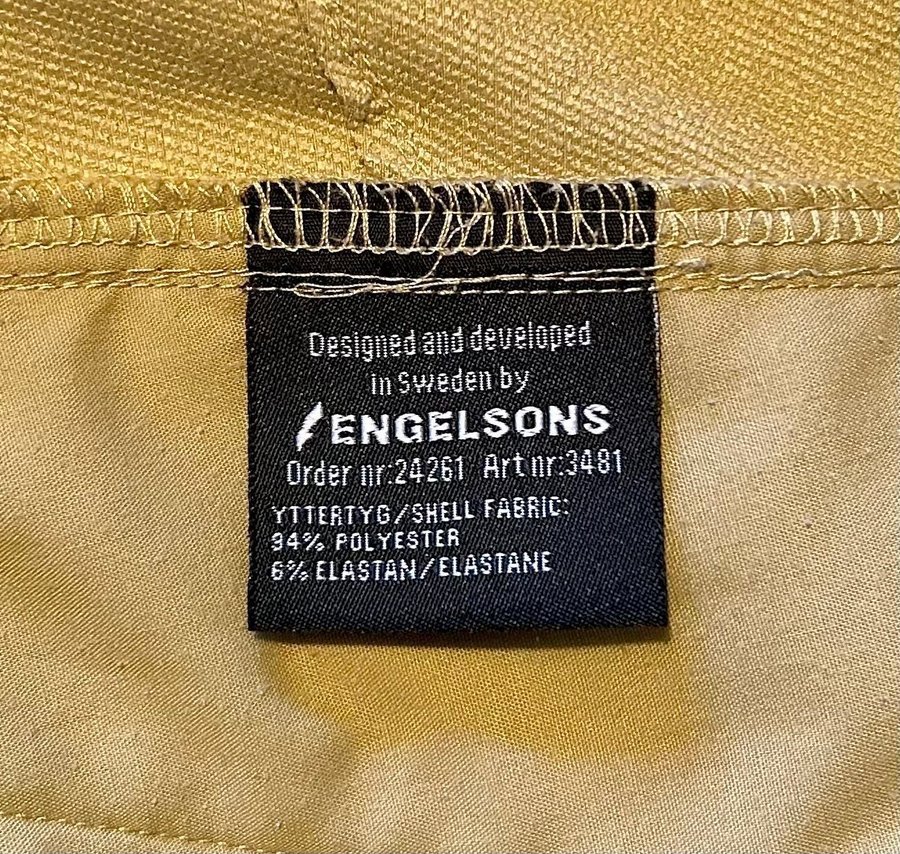 Designed and developed
in Sweden by
ENGELSONS
Order nr:24261 Art nr:3481
YTTERTYG/SHELL FABRIC:
94% POLYESTER
6% ELASTAN/ELASTANE